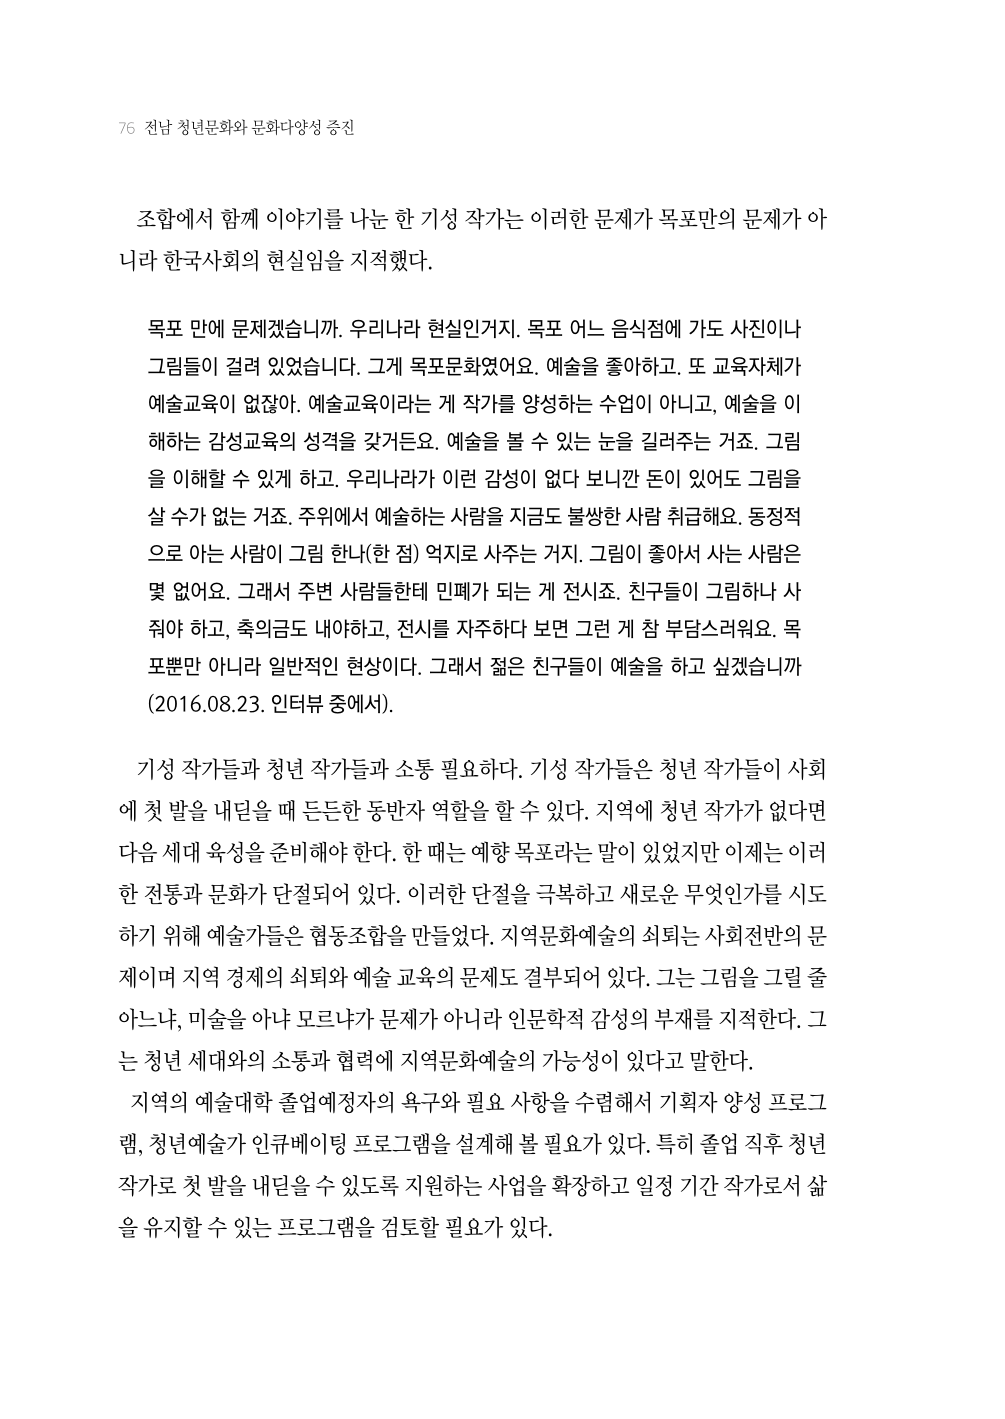 76 전남 청년문화와 문화다양성 증진
조합에서 함께 이야기를 나눈 한 기성 작가는 이러한 문제가 목포만의 문제가 아
니라 한국사회의 현실임을 지적했다.
목포 만에 문제겠습니까. 우리나라 현실인거지. 목포 어느 음식점에 가도 사진이나
그림들이 걸려 있었습니다. 그게 목포문화였어요. 예술을 좋아하고. 또 교육자체가
예술교육이 없잖아. 예술교육이라는 게 작가를 양성하는 수업이 아니고, 예술을 이
해하는 감성교육의 성격을 갖거든요. 예술을 볼 수 있는 눈을 길러주는 거죠. 그림
을 이해할 수 있게 하고. 우리나라가 이런 감성이 없다 보니깐 돈이 있어도 그림을
살 수가 없는 거죠. 주위에서 예술하는 사람을 지금도 불쌍한 사람 취급해요. 동정적
으로 아는 사람이 그림 한나(한 점) 억지로 사주는 거지. 그림이 좋아서 사는 사람은
몇 없어요. 그래서 주변 사람들한테 민폐가 되는 게 전시죠. 친구들이 그림하나 사
줘야 하고, 축의금도 내야하고, 전시를 자주하다 보면 그런 게 참 부담스러워요. 목
포뿐만 아니라 일반적인 현상이다. 그래서 젊은 친구들이 예술을 하고 싶겠습니까
(2016.08.23. 인터뷰 중에서).
기성 작가들과 청년 작가들과 소통 필요하다. 기성 작가들은 청년 작가들이 사회
에 첫 발을 내딛을 때 든든한 동반자 역할을 할 수 있다. 지역에 청년 작가가 없다면
다음 세대 육성을 준비해야 한다. 한 때는 예향 목포라는 말이 있었지만 이제는 이러
한 전통과 문화가 단절되어 있다. 이러한 단절을 극복하고 새로운 무엇인가를 시도
하기 위해 예술가들은 협동조합을 만들었다. 지역문화예술의 쇠퇴는 사회전반의 문
제이며 지역 경제의 쇠퇴와 예술 교육의 문제도 결부되어 있다. 그는 그림을 그릴 줄
아느냐, 미술을 아냐 모르냐가 문제가 아니라 인문학적 감성의 부재를 지적한다. 그
는 청년 세대와의 소통과 협력에 지역문화예술의 가능성이 있다고 말한다.
지역의 예술대학 졸업예정자의 욕구와 필요 사항을 수렴해서 기획자 양성 프로그
램, 청년예술가 인큐베이팅 프로그램을 설계해 볼 필요가 있다. 특히 졸업 직후 청년
작가로 첫 발을 내딛을 수 있도록 지원하는 사업을 확장하고 일정 기간 작가로서 삶
을 유지할 수 있는 프로그램을 검토할 필요가 있다.